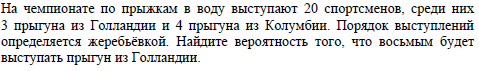 На чемпионате по прыжкам в воду выступают 20 спортсменов, среди них
3 прыгуна из Голландии и 4 прыгуна из Колумбии. Порядок выступлений
определяется жеребьёвкой. Найдите вероятность того, что восьмым будет
выступать прыгун из Голландии.